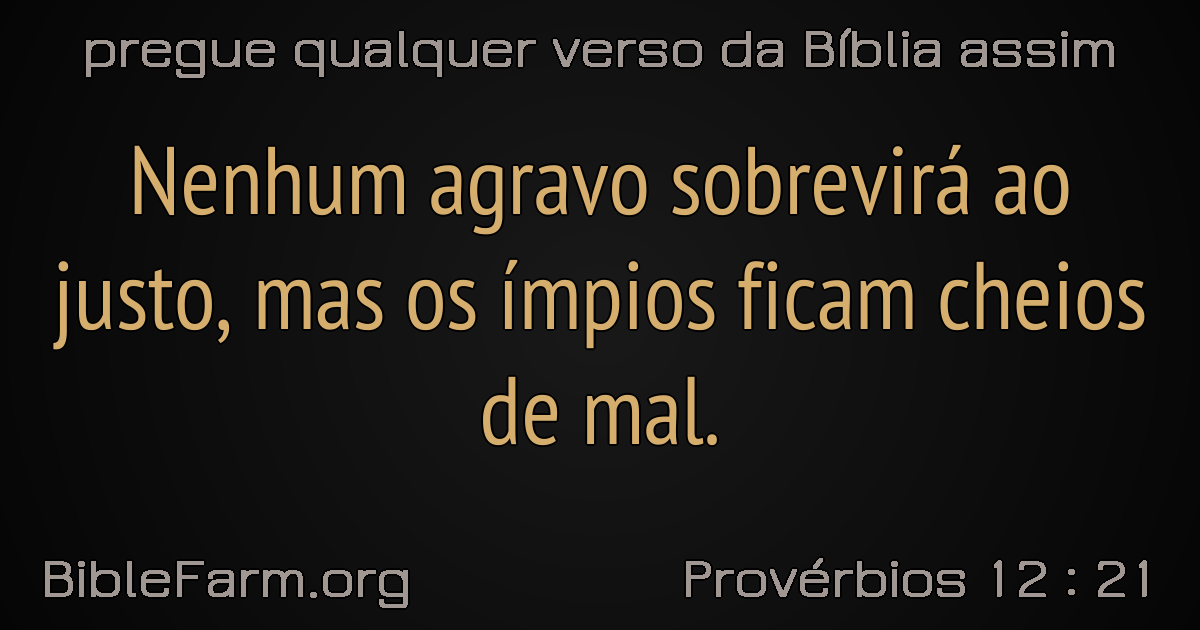 pregue qualquer verso da Bíblia assim
Nenhum agravo sobrevirá ao
justo, mas os ímpios ficam cheios
de mal.
BibleFarm.org
Provérbios 12 : 21